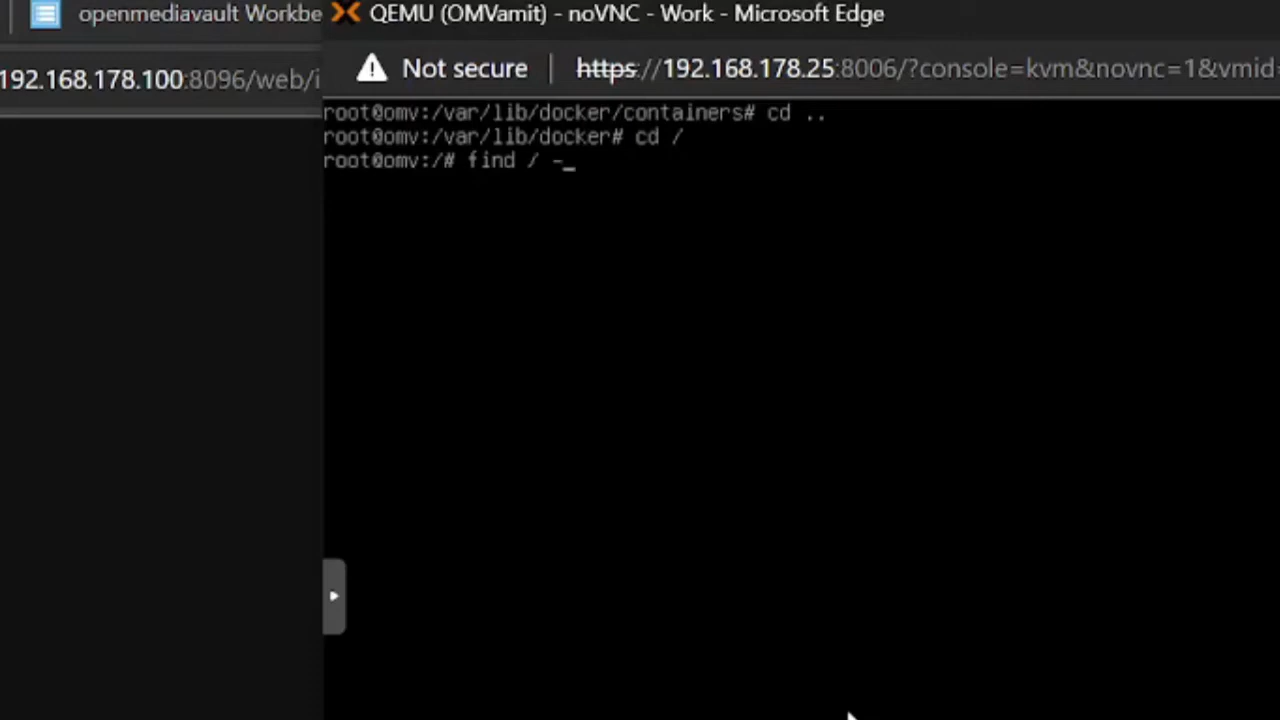 openmediavault Workbe
QEMU (OMVamit) - noVNC - Work - Microsoft Edge
192.168.178.100:8096/web/i
Not secure
https://192.168.178.25:8006/?console=kvm&novnc=1&vmid=
root@omv:/var/lib/docker/containers# cd ..
root@omv:/var/lib/docker# cd /
root@omv:/# find / -_